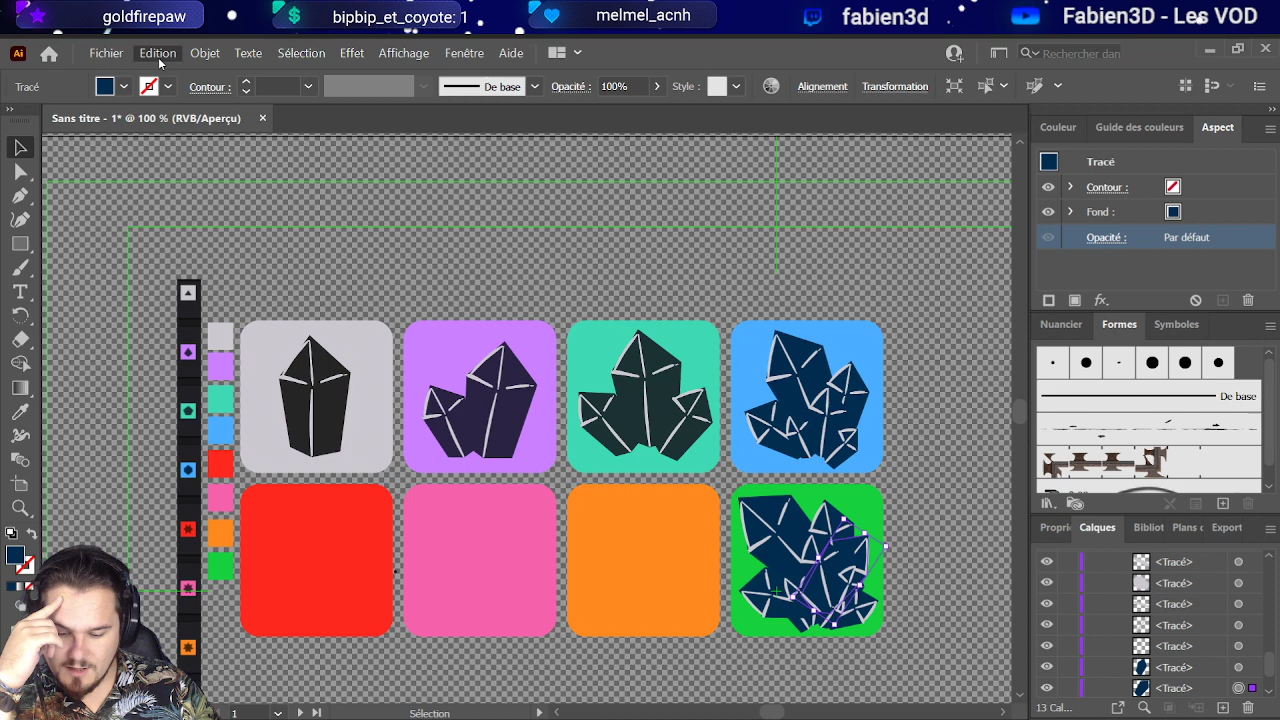 goldfirepaw
bipbip_et_coyote: 1
melmel_acnh
fabien3d
Fabien3D - Les VOD
Ai
Fichier
Edition
Objet
Texte
Sélection
Effet
Affichage
Fenêtre
Aide
Rechercher dan
Tracé
Contour :
De base
Opacité :
100%
Style :
Alignement
Transformation
Sans titre - 1* @ 100 % (RVB/Aperçu)
Couleur
Guide des couleurs
Aspect
Tracé
Contour :
Fond :
Opacité :
Par défaut
fx.
Nuancier
Formes
Symboles
De base
Propri
Calques
Bibliot
Plans d
Export
<Tracé>
<Tracé>
<Tracé>
<Tracé>
<Tracé>
<Tracé>
<Tracé>
13 Cal...
1
Sélection